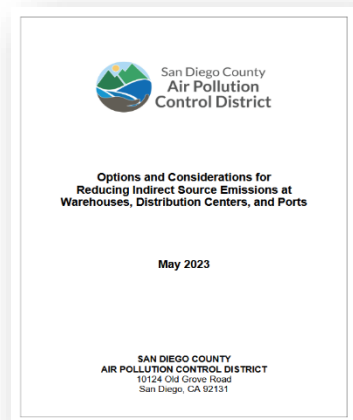 San Diego County
Air Pollution
Control District
Options and Considerations for
Reducing Indirect Source Emissions at
Warehouses, Distribution Centers, and Ports
May 2023
SAN DIEGO COUNTY
AIR POLLUTION CONTROL DISTRICT
10124 Old Grove Road
San Diego, CA 92131